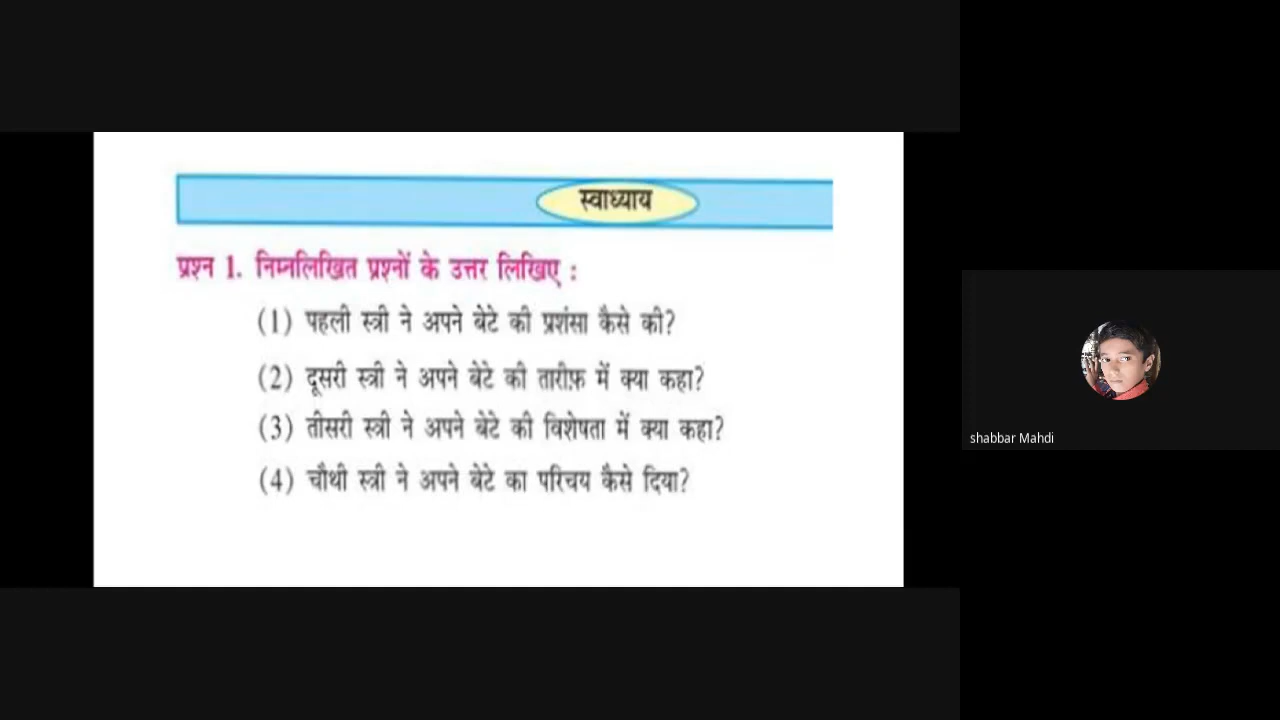 स्वाध्याय
प्रश्न 1. निम्नलिखित प्रश्नों के उत्तर लिखिए :
(1) पहली स्त्री ने अपने बेटे की प्रशंसा कैसे की?
(2) दूसरी स्त्री ने अपने बेटे की तारीफ़ में क्या कहा?
(3) तीसरी स्त्री ने अपने बेटे की विशेषता में क्या कहा?
(4) चौथी स्त्री ने अपने बेटे का परिचय कैसे दिया?
shabbar Mahdi